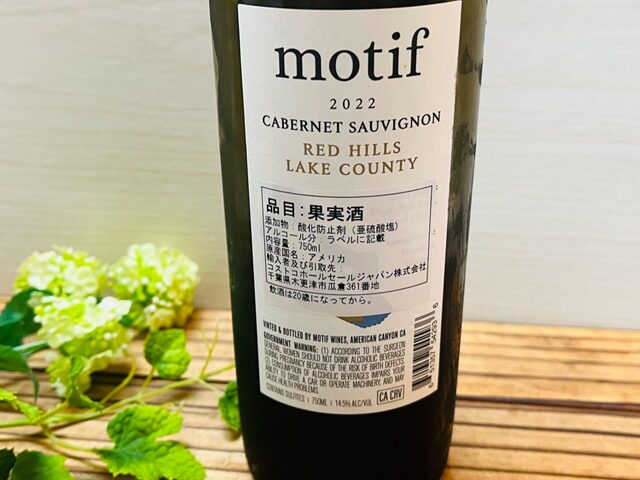 motif
2022
CABERNET SAUVIGNON
RED HILLS
LAKE COUNTY
品目:果実酒
添加物:酸化防止剤(亜硫酸塩)
アルコール分:ラベルに記載
内容量:750ml
原産国名:アメリカ
輸入者及び引取先:
コストコホールセールジャパン株式会社
千葉県木更津市瓜倉361番地
飲酒は20歳になってから。
VINTED & BOTTLED BY MOTIF WINES, AMERICAN CANYON CA
GOVERNMENT WARNING: (1) ACCORDING TO THE SURGEON
GENERAL, WOMEN SHOULD NOT DRINK ALCOHOLIC BEVERAGES
DURING PREGNANCY BECAUSE OF THE RISK OF BIRTH DEFECTS.
(2) CONSUMPTION OF ALCOHOLIC BEVERAGES IMPAIRS YOUR
ABILITY TO DRIVE A CAR OR OPERATE MACHINERY, AND MAY
CAUSE HEALTH PROBLEMS.
CONTAINS SULFITES | 750ML | 14.5% ALC/VOL
CA CRV